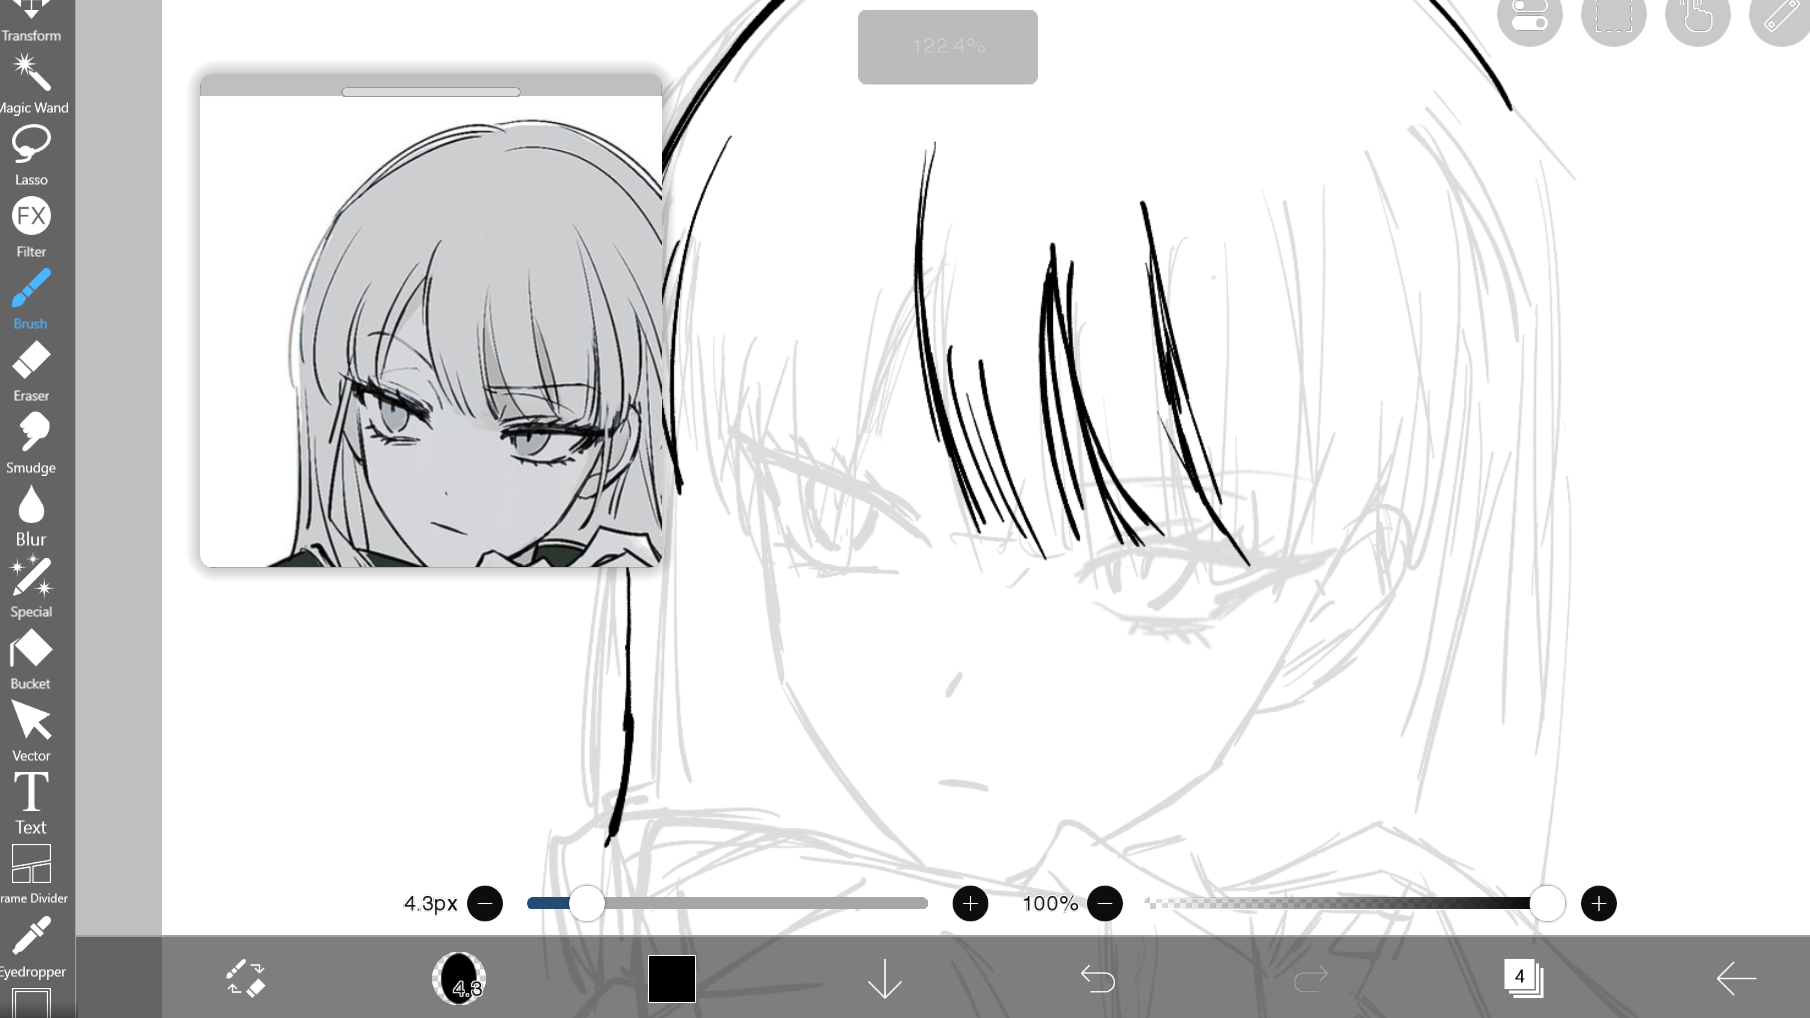 Transform
Magic Wand
Lasso
FX
Filter
Brush
Eraser
Smudge
Blur
Special
Bucket
Vector
T
Text
rame Divider
Eyedropper
122.4%
4.3px
100%
4.3
4